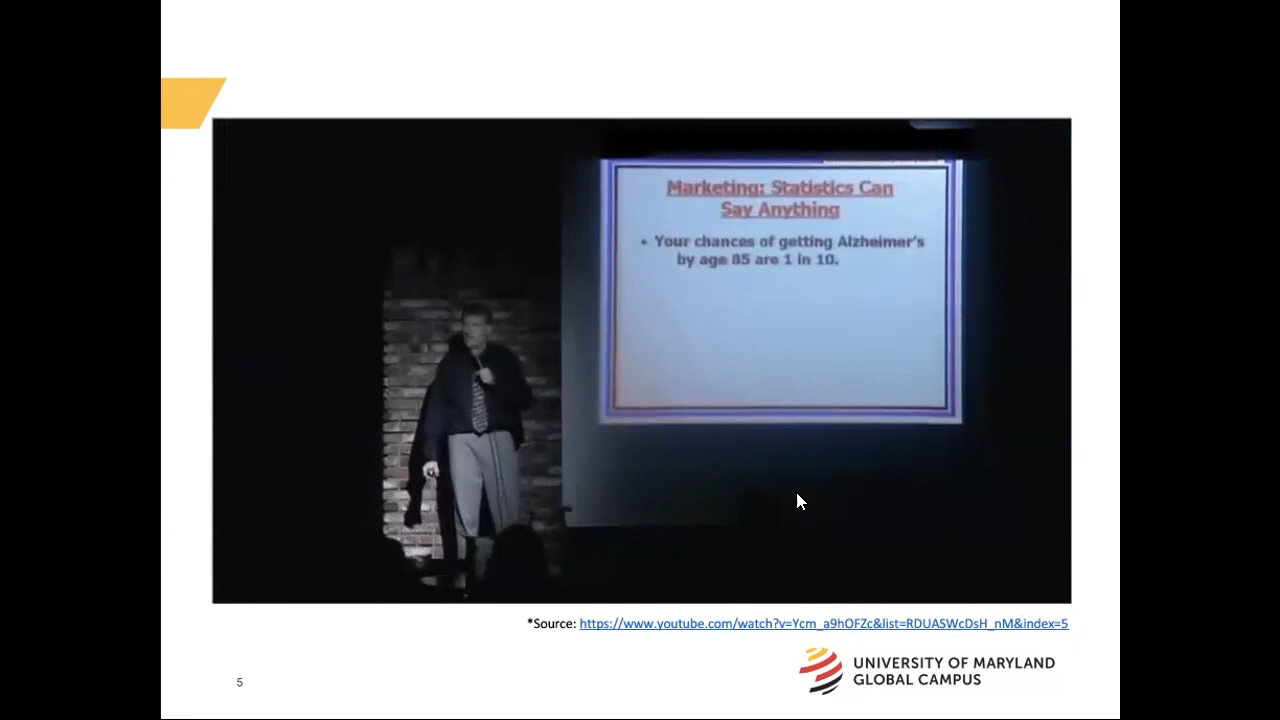 Marketing: Statistics Can
Say Anything
• Your chances of getting Alzheimer's
by age 85 are 1 in 10.
*Source: https://www.youtube.com/watch?v=Ycm_a9hOFZc&list=RDUASWcDsH_nM&index=5
UNIVERSITY OF MARYLAND
GLOBAL CAMPUS
5